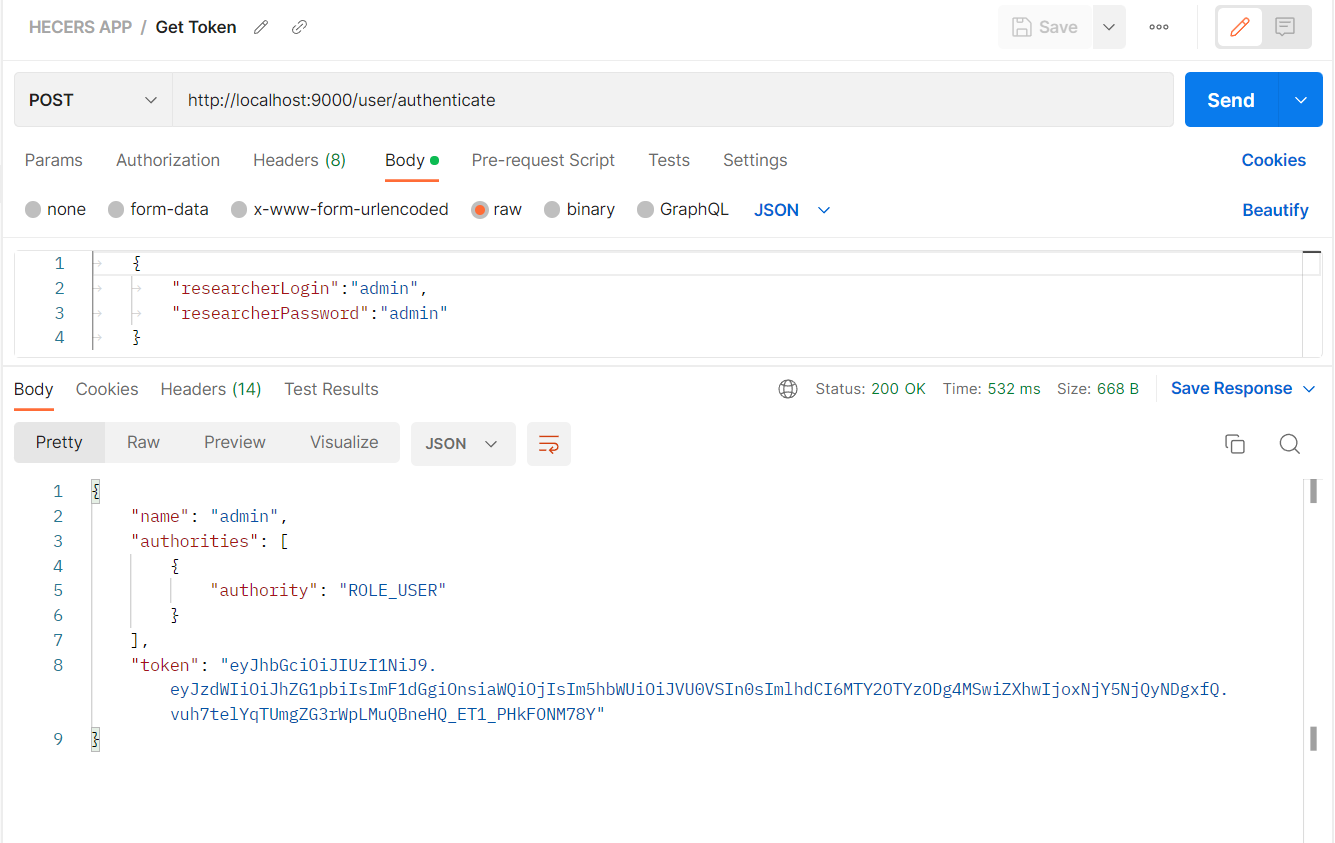 HECERS APP / Get Token
Save
POST
http://localhost:9000/user/authenticate
Send
Params Authorization Headers (8) Body Pre-request Script Tests Settings Cookies
none form-data x-www-form-urlencoded raw binary GraphQL JSON Beautify
1 {
2 "researcherLogin":"admin",
3 "researcherPassword":"admin"
4 }
Body Cookies Headers (14) Test Results Status: 200 OK Time: 532 ms Size: 668 B Save Response
Pretty Raw Preview Visualize JSON
1 {
2 "name": "admin",
3 "authorities": [
4 {
5 "authority": "ROLE_USER"
6 }
7 ],
8 "token": "eyJhbGciOiJIUzI1NiJ9.
eyJzdWIiOiJhZG1pbiIsImF1dGgiOnsiaWQiOjIsIm5hbWUiOiJVU0VSIn0sImlhdCI6MTY2OTYzODg4MSwiZXhwIjoxNjY5NjQyNDgxfQ.
vuh7telYqTUmgZG3rWpLMuQBneHQ_ET1_PHkFONM78Y"
9 }